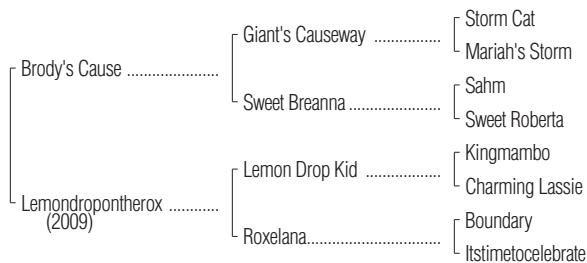 Storm Cat
Giant's Causeway ..................
Mariah's Storm
Brody's Cause .....................
Sahm
Sweet Breanna .....................
Sweet Roberta
Kingmambo
Lemon Drop Kid ..................
Charming Lassie
Lemondropontherox ............
(2009)
Boundary
Roxelana..............................
Itstimetocelebrate